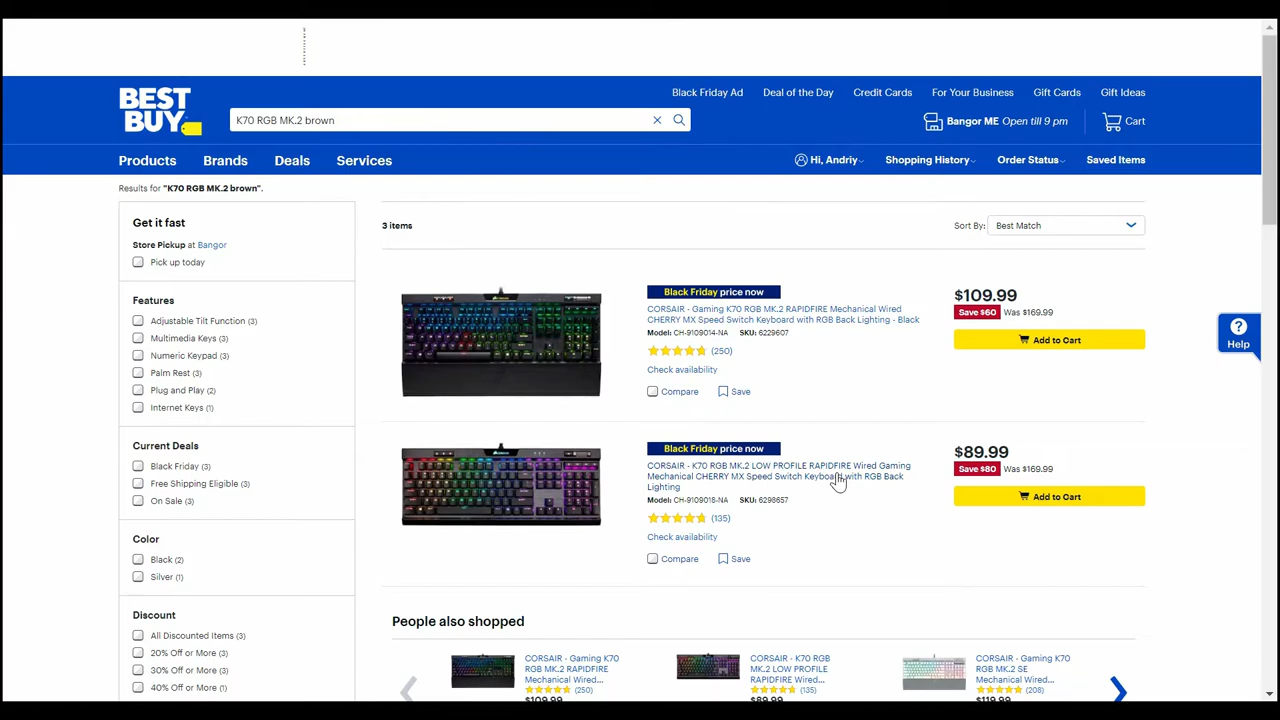 Black Friday Ad
Deal of the Day
Credit Cards
For Your Business
Gift Cards
Gift Ideas
BEST
BUY
K70 RGB MK.2 brown
Bangor ME Open till 9 pm
Cart
Products
Brands
Deals
Services
Hi, Andriy
Shopping History
Order Status
Saved Items
Results for "K70 RGB MK.2 brown".
Get it fast
Store Pickup at Bangor
Pick up today
Features
Adjustable Tilt Function (3)
Multimedia Keys (3)
Numeric Keypad (3)
Palm Rest (3)
Plug and Play (2)
Internet Keys (1)
Current Deals
Black Friday (3)
Free Shipping Eligible (3)
On Sale (3)
Color
Black (2)
Silver (1)
Discount
All Discounted Items (3)
20% Off or More (3)
30% Off or More (3)
40% Off or More (1)
3 items
Sort By: Best Match
Black Friday price now
CORSAIR - Gaming K70 RGB MK.2 RAPIDFIRE Mechanical Wired
CHERRY MX Speed Switch Keyboard with RGB Back Lighting - Black
Model: CH-9109014-NA SKU: 6229607
(250)
Check availability
Compare
Save
$109.99
Save $60 Was $169.99
Add to Cart
Black Friday price now
CORSAIR - K70 RGB MK.2 LOW PROFILE RAPIDFIRE Wired Gaming
Mechanical CHERRY MX Speed Switch Keyboard with RGB Back
Lighting
Model: CH-9109018-NA SKU: 6298657
(135)
Check availability
Compare
Save
$89.99
Save $80 Was $169.99
Add to Cart
Help
People also shopped
CORSAIR - Gaming K70
RGB MK.2 RAPIDFIRE
Mechanical Wired...
(250)
$109.99
CORSAIR - K70 RGB
MK.2 LOW PROFILE
RAPIDFIRE Wired G...
(135)
$89.99
CORSAIR - Gaming K70
RGB MK.2 SE
Mechanical Wired...
(208)
$119.99